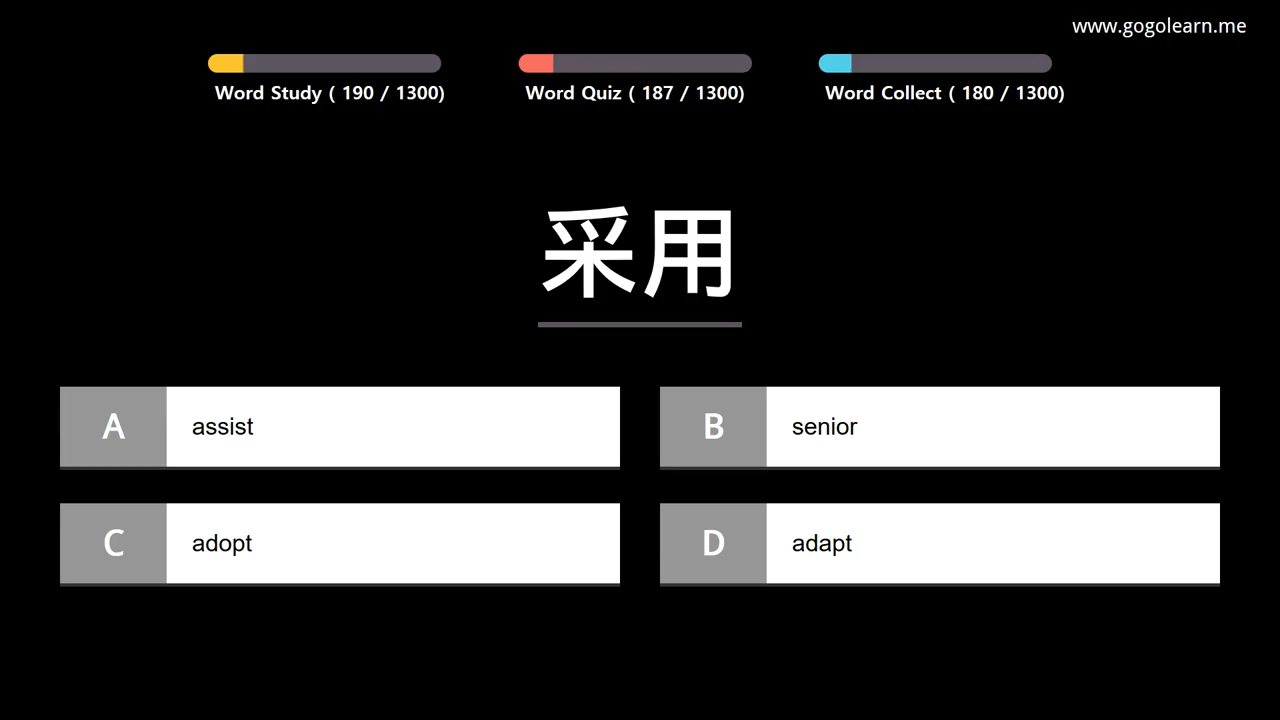 www.gogolearn.me
Word Study ( 190 / 1300)
Word Quiz ( 187 / 1300)
Word Collect ( 180 / 1300)
采用
A
assist
B
senior
C
adopt
D
adapt